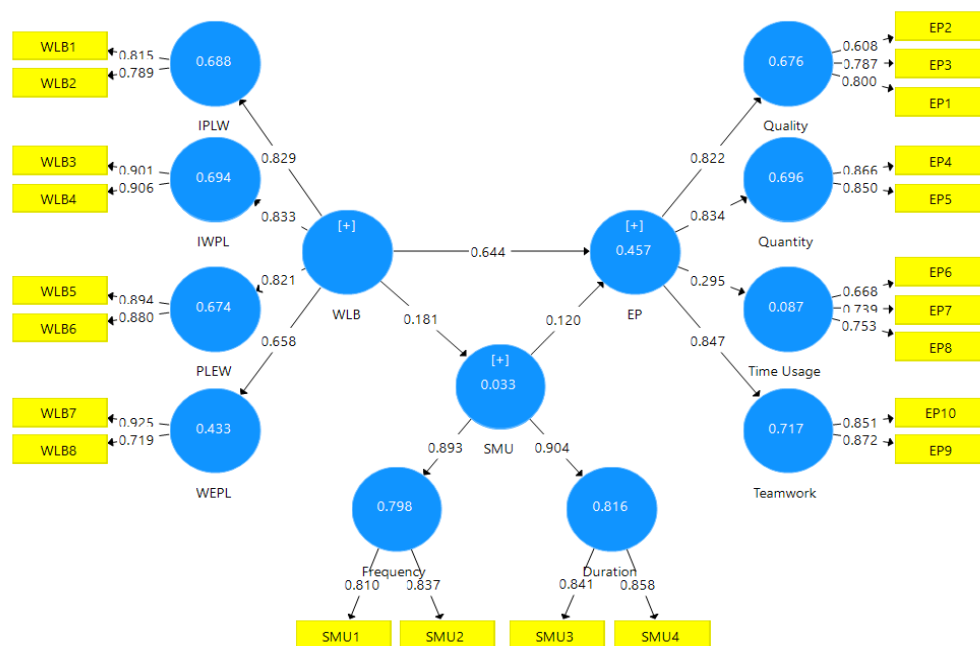 WLB1
WLB2
0.815
0.789
0.688
IPLW
WLB3
WLB4
0.901
0.906
0.694
IWPL
WLB5
WLB6
0.894
0.880
0.674
PLEW
WLB7
WLB8
0.925
0.719
0.433
WEPL
0.829
0.833
0.821
0.658
[+]
WLB
0.644
0.181
0.120
[+]
0.033
SMU
0.893
0.904
0.798
Frequency
0.816
Duration
0.810
0.837
0.841
0.858
SMU1
SMU2
SMU3
SMU4
[+]
0.457
EP
0.822
0.834
0.295
0.847
0.676
Quality
0.608
0.787
0.800
EP2
EP3
EP1
0.696
Quantity
0.866
0.850
EP4
EP5
0.087
Time Usage
0.668
0.739
0.753
EP6
EP7
EP8
0.717
Teamwork
0.851
0.872
EP10
EP9